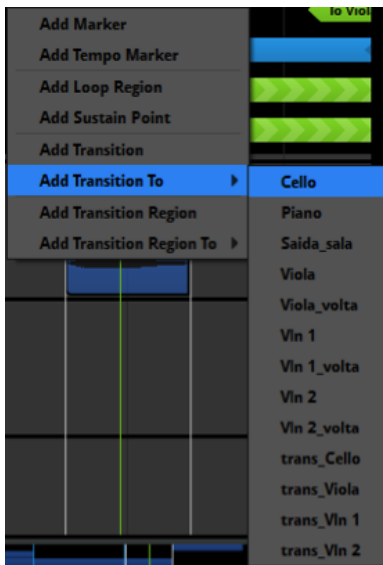 To Viol
Add Marker
Add Tempo Marker
Add Loop Region
Add Sustain Point
Add Transition
Add Transition To
Add Transition Region
Add Transition Region To
Cello
Piano
Saida_sala
Viola
Viola_volta
Vln 1
Vln 1_volta
Vln 2
Vln 2_volta
trans_Cello
trans_Viola
trans_Vln 1
trans_Vln 2